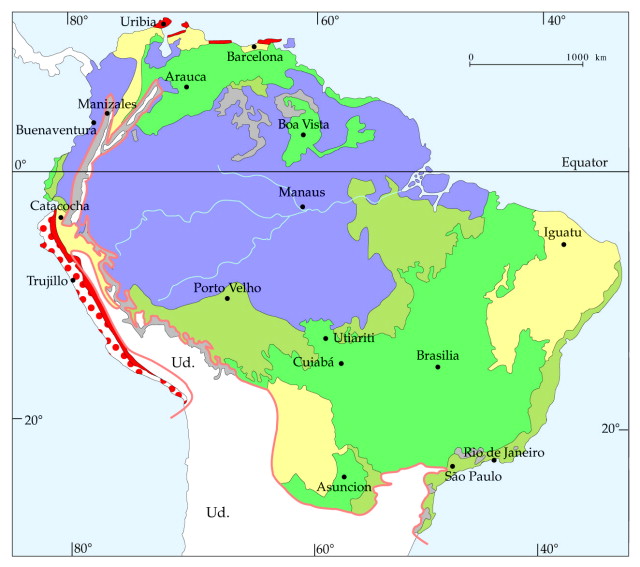 80°
60°
40°
Uribia
Barcelona
0
1000 km
Arauca
Manizales
Buenaventura
Boa Vista
0°
Equator
Manaus
Catacocha
Iguatu
Trujillo
Porto Velho
Utiariti
Ud.
Cuiabá
Brasilia
20°
20°
Rio de Janeiro
São Paulo
Asuncion
Ud.
80°
60°
40°